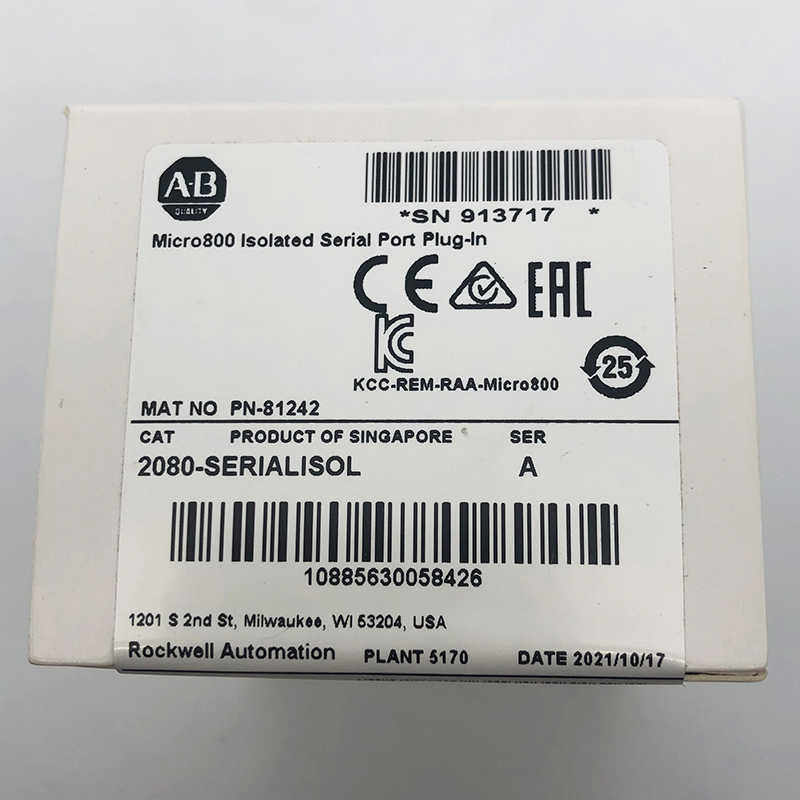 A-B
QUALITY
*SN 913717 *
Micro800 Isolated Serial Port Plug-In
CE EAC
KC
KCC-REM-RAA-Micro800
25
MAT NO PN-81242
CAT PRODUCT OF SINGAPORE SER
2080-SERIALISOL A
10885630058426
1201 S 2nd St, Milwaukee, WI 53204, USA
Rockwell Automation PLANT 5170 DATE 2021/10/17